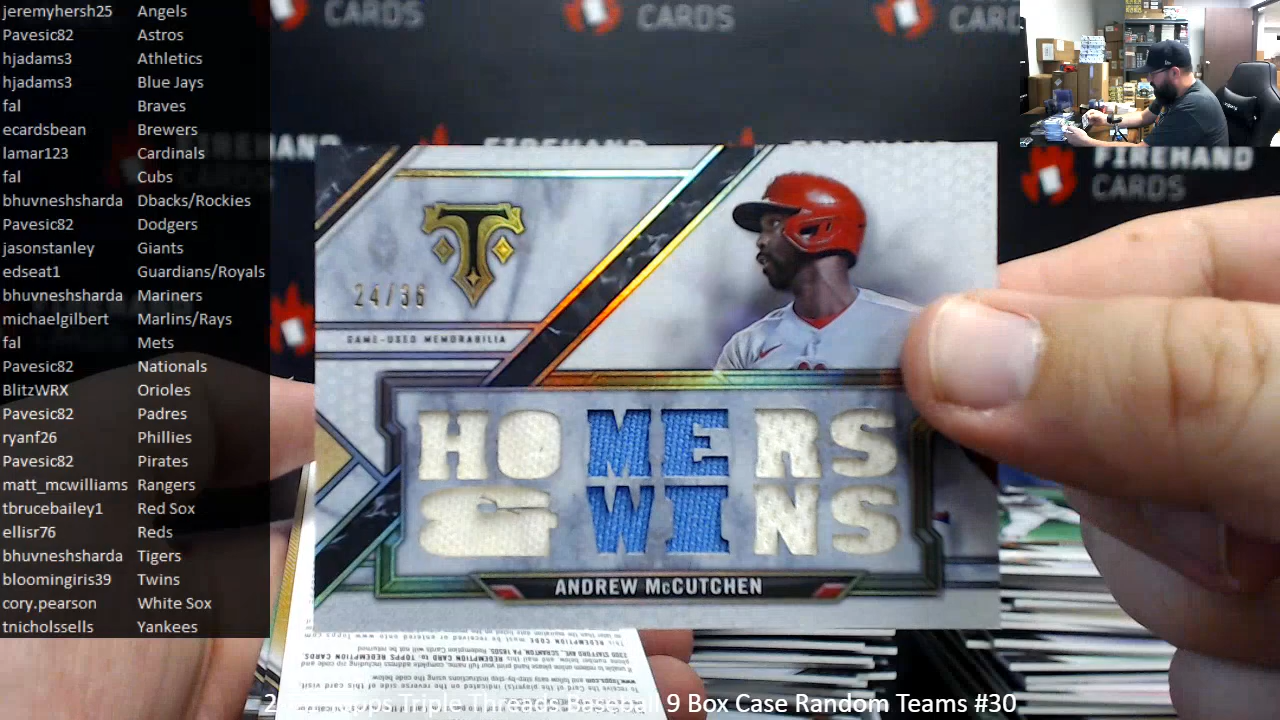 jeremyhersh25 Angels
Pavesic82 Astros
hjadams3 Athletics
hjadams3 Blue Jays
fal Braves
ecardsbean Brewers
lamar123 Cardinals
fal Cubs
bhuvneshsharda Dbacks/Rockies
Pavesic82 Dodgers
jasonstanley Giants
edseat1 Guardians/Royals
bhuvneshsharda Mariners
michaelgilbert Marlins/Rays
fal Mets
Pavesic82 Nationals
BlitzWRX Orioles
Pavesic82 Padres
ryanf26 Phillies
Pavesic82 Pirates
matt_mcwilliams Rangers
tbrucebailey1 Red Sox
ellisr76 Reds
bhuvneshsharda Tigers
bloomingiris39 Twins
cory.pearson White Sox
tnicholssells Yankees
CARDS
CARDS
CARDS
FIREHAND
FIREHAND
CARDS
T
24/36
GAME-USED MEMORABILIA
HOMERS
& WINS
ANDREW McCUTCHEN
Triple Threads Baseball 9 Box Case Random Teams #30